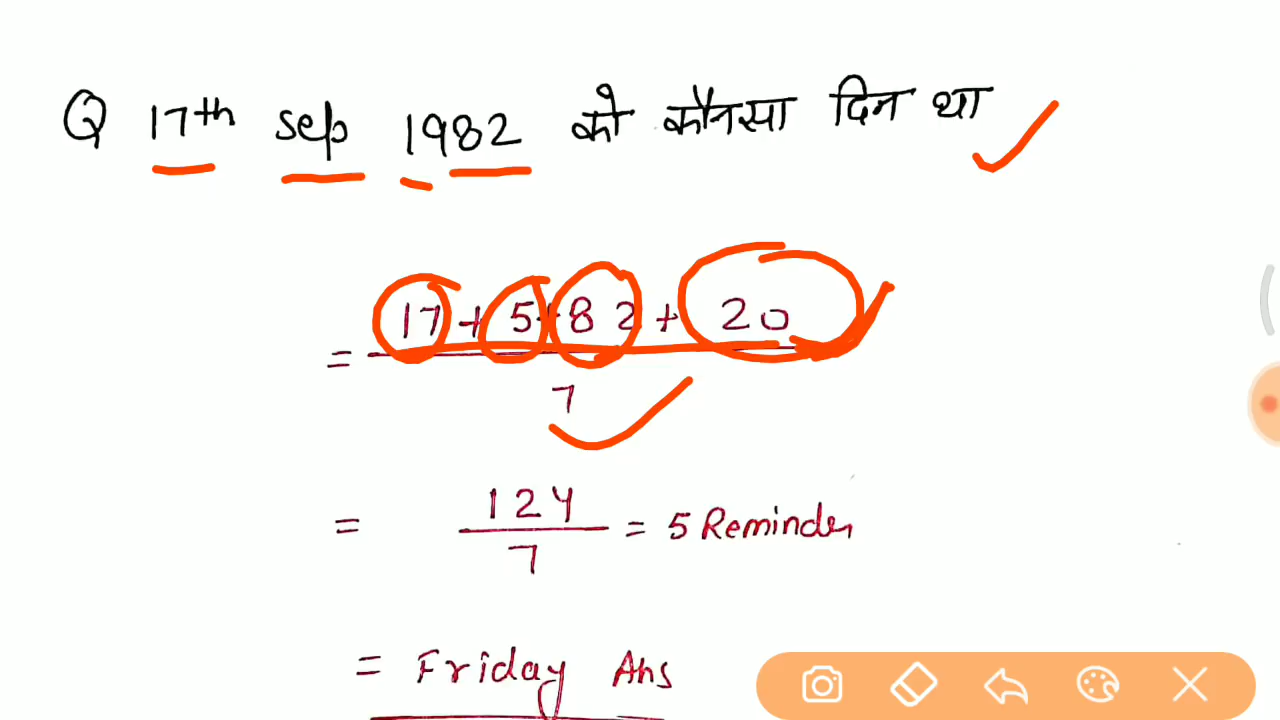 Q 17th sep 1982 को कौनसा दिन था
= 17 + 5 + 82 + 20
7
= 124
7
= 5 Reminder
= Friday Ans